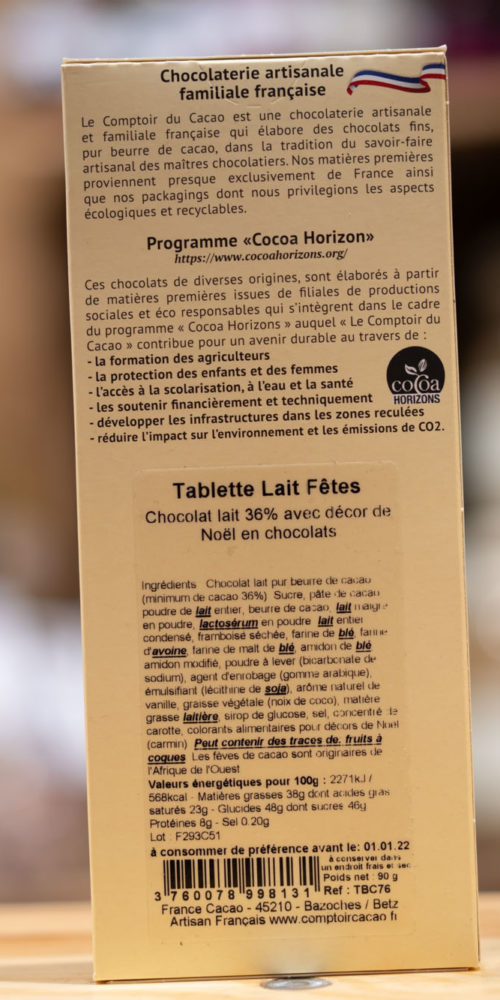 Chocolaterie artisanale
familiale française
Le Comptoir du Cacao est une chocolaterie artisanale
et familiale française qui élabore des chocolats fins,
pur beurre de cacao, dans la tradition du savoir-faire
artisanal des maîtres chocolatiers. Nos matières premières
proviennent presque exclusivement de France ainsi
que nos packagings dont nous privilegions les aspects
écologiques et recyclables.
Programme «Cocoa Horizon»
https://www.cocoahorizons.org/
Ces chocolats de diverses origines, sont élaborés à partir
de matières premières issues de filiales de productions
sociales et éco responsables qui s'intègrent dans le cadre
du programme « Cocoa Horizons » auquel « Le Comptoir du
Cacao » contribue pour un avenir durable au travers de :
- la formation des agriculteurs
- la protection des enfants et des femmes
- l'accès à la scolarisation, à l'eau et la santé
- les soutenir financièrement et techniquement
- développer les infrastructures dans les zones reculées
- réduire l'impact sur l'environnement et les émissions de CO2.
cocoa
HORIZONS
Tablette Lait Fêtes
Chocolat lait 36% avec décor de
Noël en chocolats
Ingrédients Chocolat lait pur beurre de cacao
(minimum de cacao 36%) Sucre, pâte de cacao
poudre de lait entier, beurre de cacao, lait maigre
en poudre, lactosérum en poudre lait entier
condensé, framboise séchée, farine de blé, farine
d'avoine, farine de malt de blé, amidon de blé
amidon modifié, poudre à lever (bicarbonate de
sodium), agent d'enrobage (gomme arabique),
émulsifiant (lécithine de soja), arôme naturel de
vanille, graisse végétale (noix de coco), matière
grasse laitière, sirop de glucose, sel, concentré de
carotte, colorants alimentaires pour décors de Noël
(carmin) Peut contenir des traces de. fruits à
coques Les fèves de cacao sont originaires de
l'Afrique de l'Ouest
Valeurs énergétiques pour 100g : 2271kJ /
568kcal - Matières grasses 38g dont acides gras
saturés 23g - Glucides 48g dont sucres 46g
Protéines 8g - Sel 0.20g
Lot F293C51
à consommer de préférence avant le: 01.01.22
à conserver dans
un endroit frais et sec
Poids net : 90 g
Ref : TBC76
3 760078 998131
France Cacao - 45210 - Bazoches / Betz
Artisan Français www.comptoircacao.fr